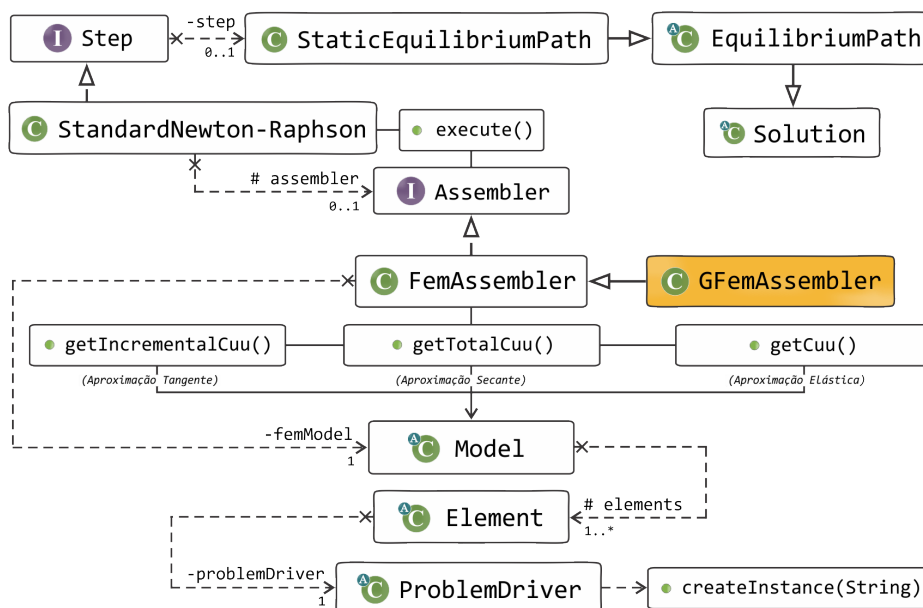 I Step
-step
0..1
C StaticEquilibriumPath
A C EquilibriumPath
C StandardNewton-Raphson
execute()
A C Solution
# assembler
0..1
I Assembler
C FemAssembler
C GFemAssembler
getIncrementalCuu()
getTotalCuu()
getCuu()
(Aproximação Tangente)
(Aproximação Secante)
(Aproximação Elástica)
-femModel
1
A C Model
A C Element
# elements
1..*
-problemDriver
1
A C ProblemDriver
createInstance(String)